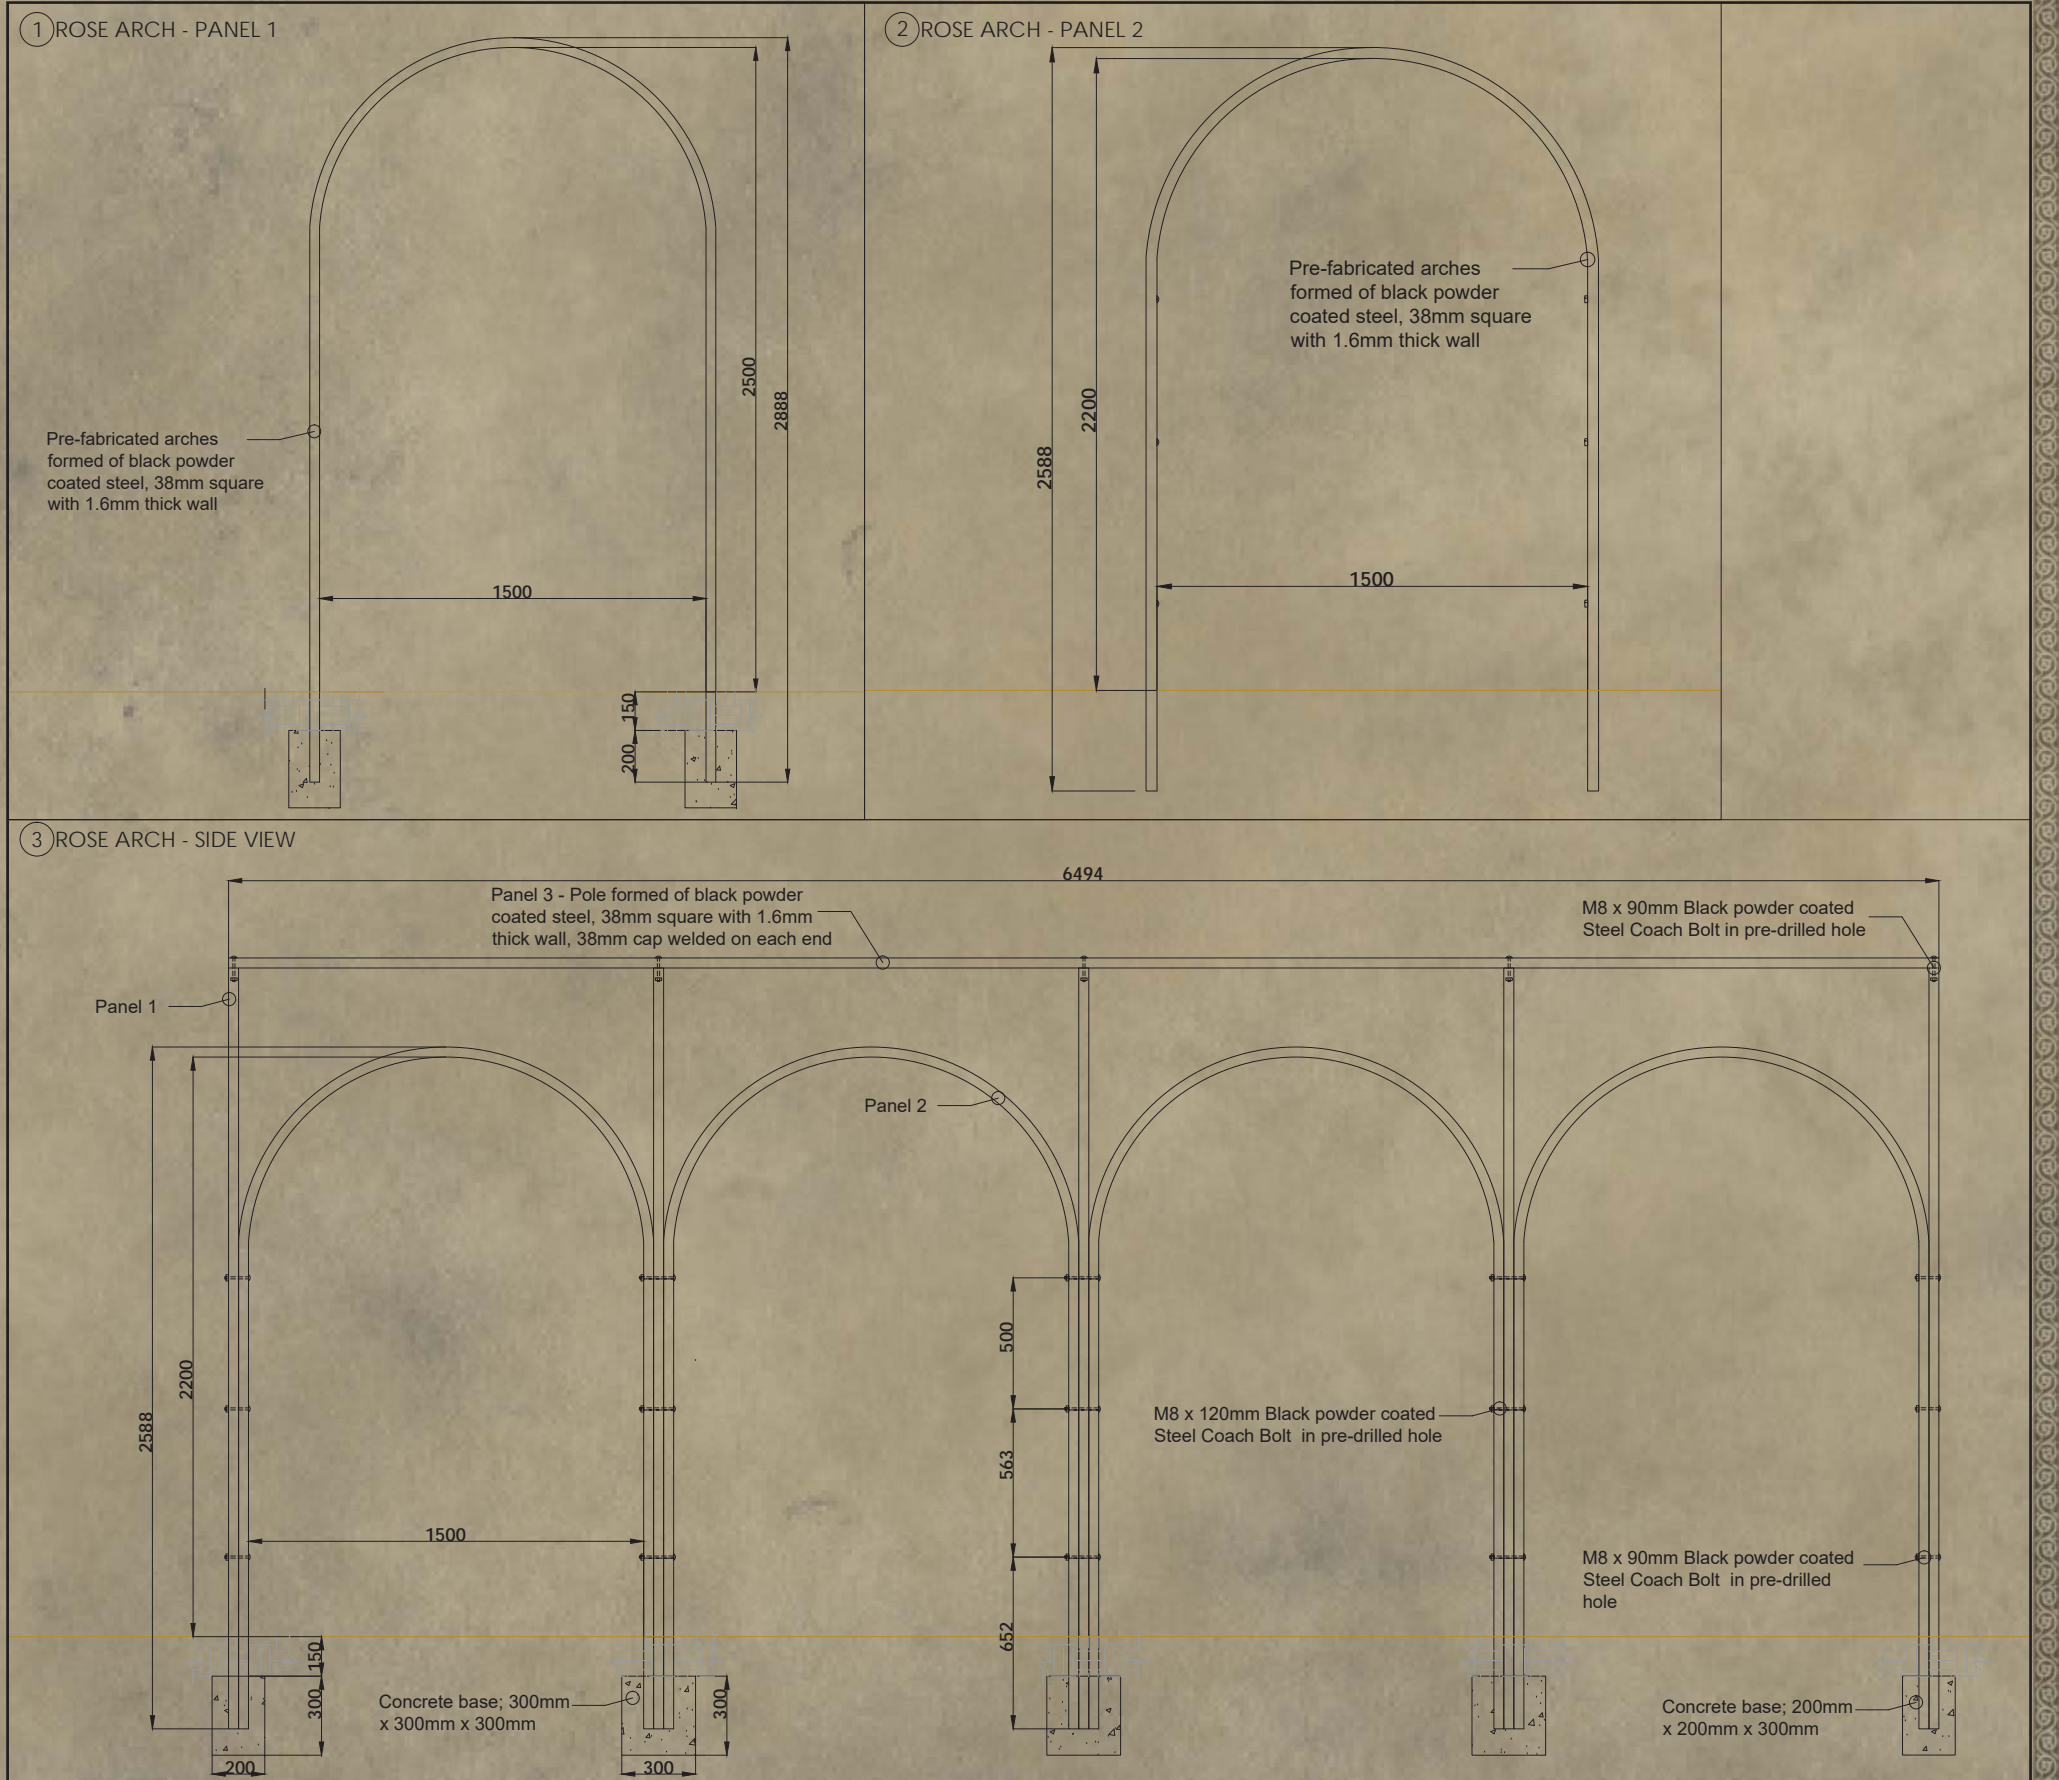 1 ROSE ARCH - PANEL 1
2500
2888
Pre-fabricated arches
formed of black powder
coated steel, 38mm square
with 1.6mm thick wall
1500
150
200
2 ROSE ARCH - PANEL 2
Pre-fabricated arches
formed of black powder
coated steel, 38mm square
with 1.6mm thick wall
2200
2588
1500
3 ROSE ARCH - SIDE VIEW
6494
Panel 3 - Pole formed of black powder
coated steel, 38mm square with 1.6mm
thick wall, 38mm cap welded on each end
M8 x 90mm Black powder coated
Steel Coach Bolt in pre-drilled hole
Panel 1
Panel 2
500
2200
2588
M8 x 120mm Black powder coated
Steel Coach Bolt in pre-drilled hole
563
1500
M8 x 90mm Black powder coated
Steel Coach Bolt in pre-drilled
hole
652
150
300
Concrete base; 300mm
x 300mm x 300mm
300
Concrete base; 200mm
x 200mm x 300mm
200
300